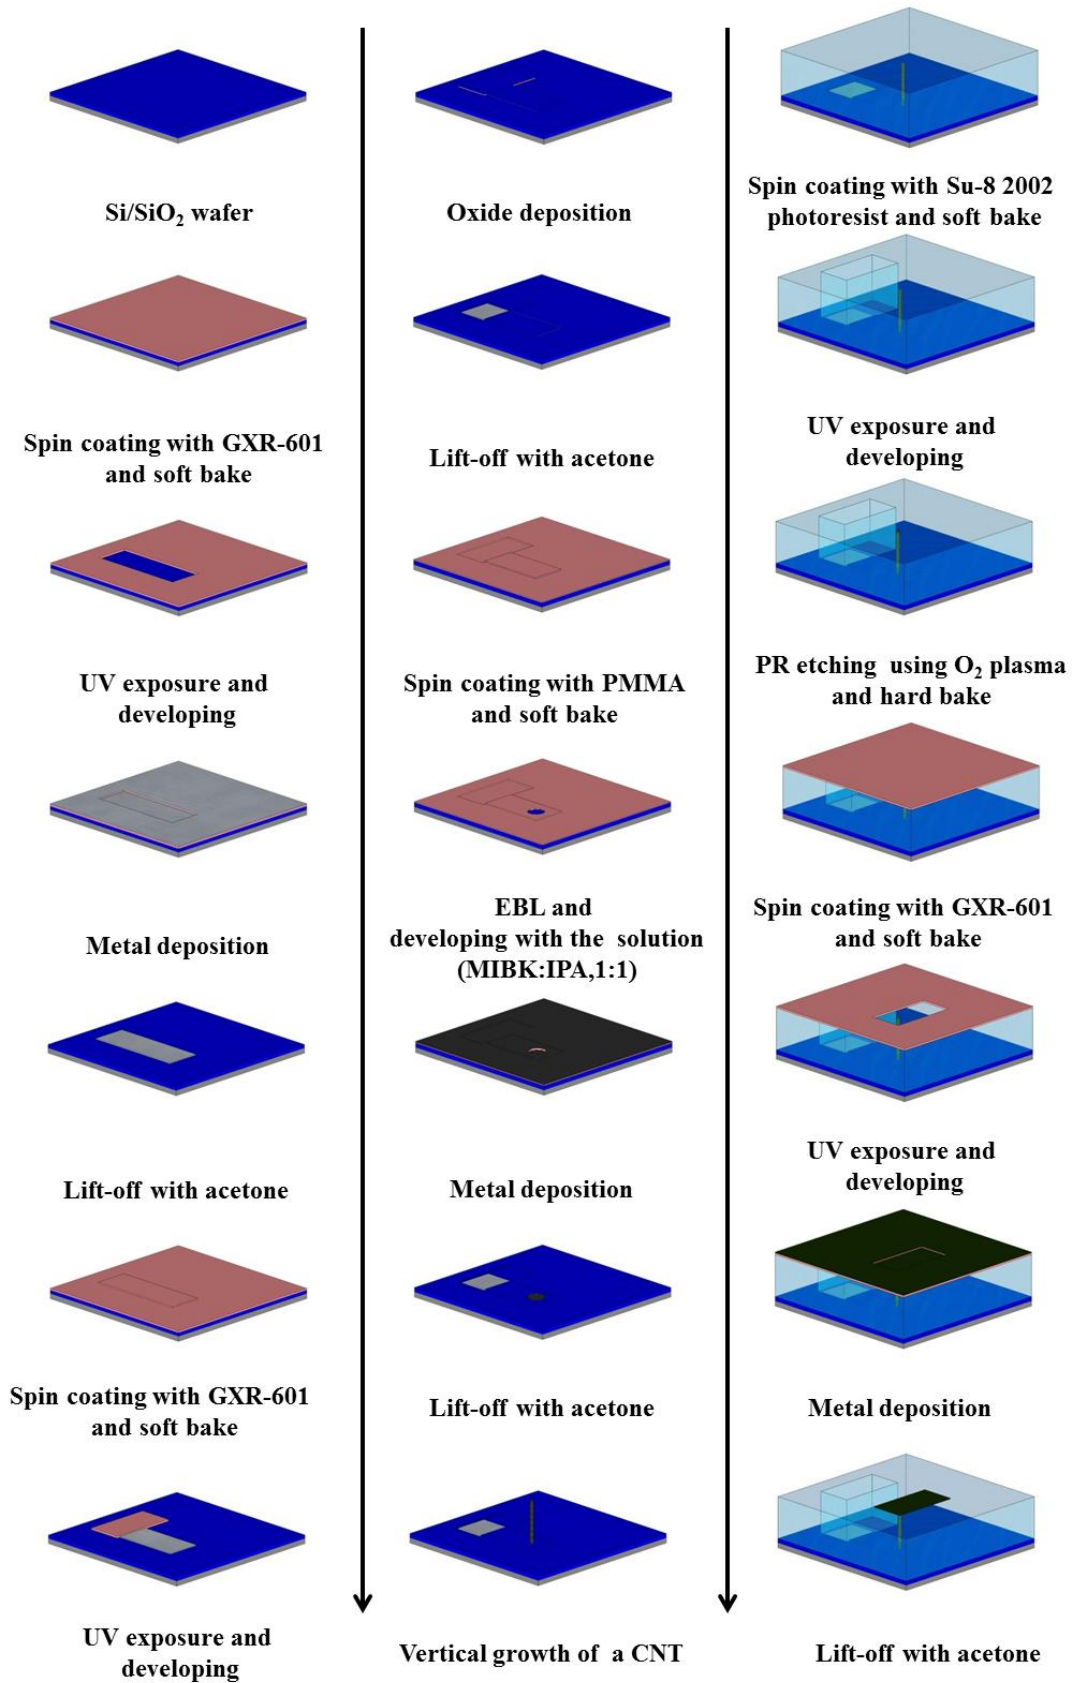 Si/SiO₂ wafer
Spin coating with GXR-601
and soft bake
UV exposure and
developing
Metal deposition
Lift-off with acetone
Spin coating with GXR-601
and soft bake
UV exposure and
developing
Oxide deposition
Lift-off with acetone
Spin coating with PMMA
and soft bake
EBL and
developing with the solution
(MIBK:IPA,1:1)
Metal deposition
Lift-off with acetone
Vertical growth of a CNT
Spin coating with Su-8 2002
photoresist and soft bake
UV exposure and
developing
PR etching using O₂ plasma
and hard bake
Spin coating with GXR-601
and soft bake
UV exposure and
developing
Metal deposition
Lift-off with acetone